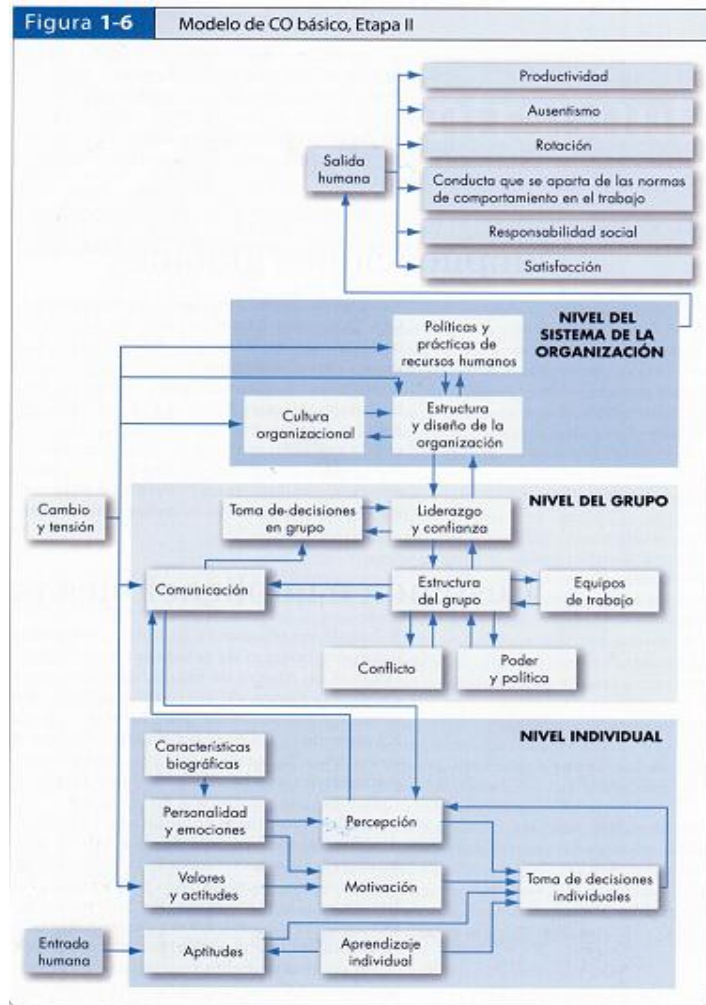 Figura 1-6
Modelo de CO básico, Etapa II
Productividad
Ausentismo
Rotación
Salida
humana
Conducta que se aparta de las normas
de comportamiento en el trabajo
Responsabilidad social
Satisfacción
NIVEL DEL
SISTEMA DE LA
ORGANIZACIÓN
Políticas y
prácticas de
recursos humanos
Cultura
organizacional
Estructura
y diseño de la
organización
NIVEL DEL GRUPO
Cambio
y tensión
Toma de-decisiones
en grupo
Liderazgo
y confianza
Comunicación
Estructura
del grupo
Equipos
de trabajo
Conflicto
Poder
y política
NIVEL INDIVIDUAL
Características
biográficas
Personalidad
y emociones
Percepción
Valores
y actitudes
Motivación
Toma de decisiones
individuales
Entrada
humana
Aptitudes
Aprendizaje
individual